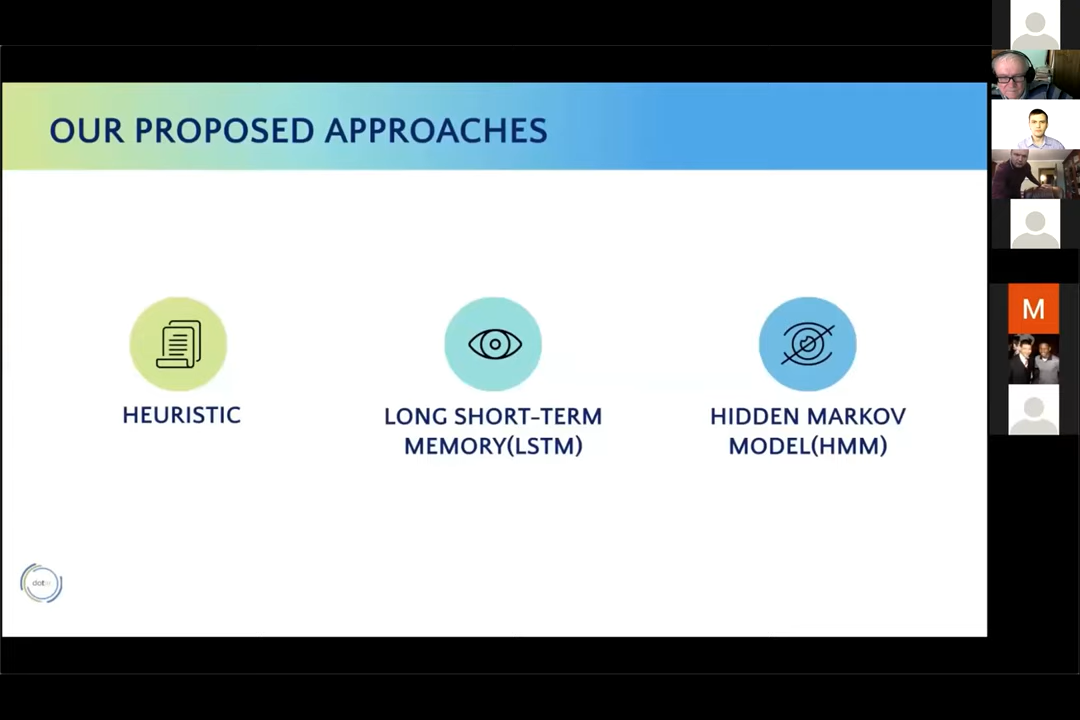 OUR PROPOSED APPROACHES
HEURISTIC
LONG SHORT-TERM
MEMORY(LSTM)
HIDDEN MARKOV
MODEL(HMM)
M